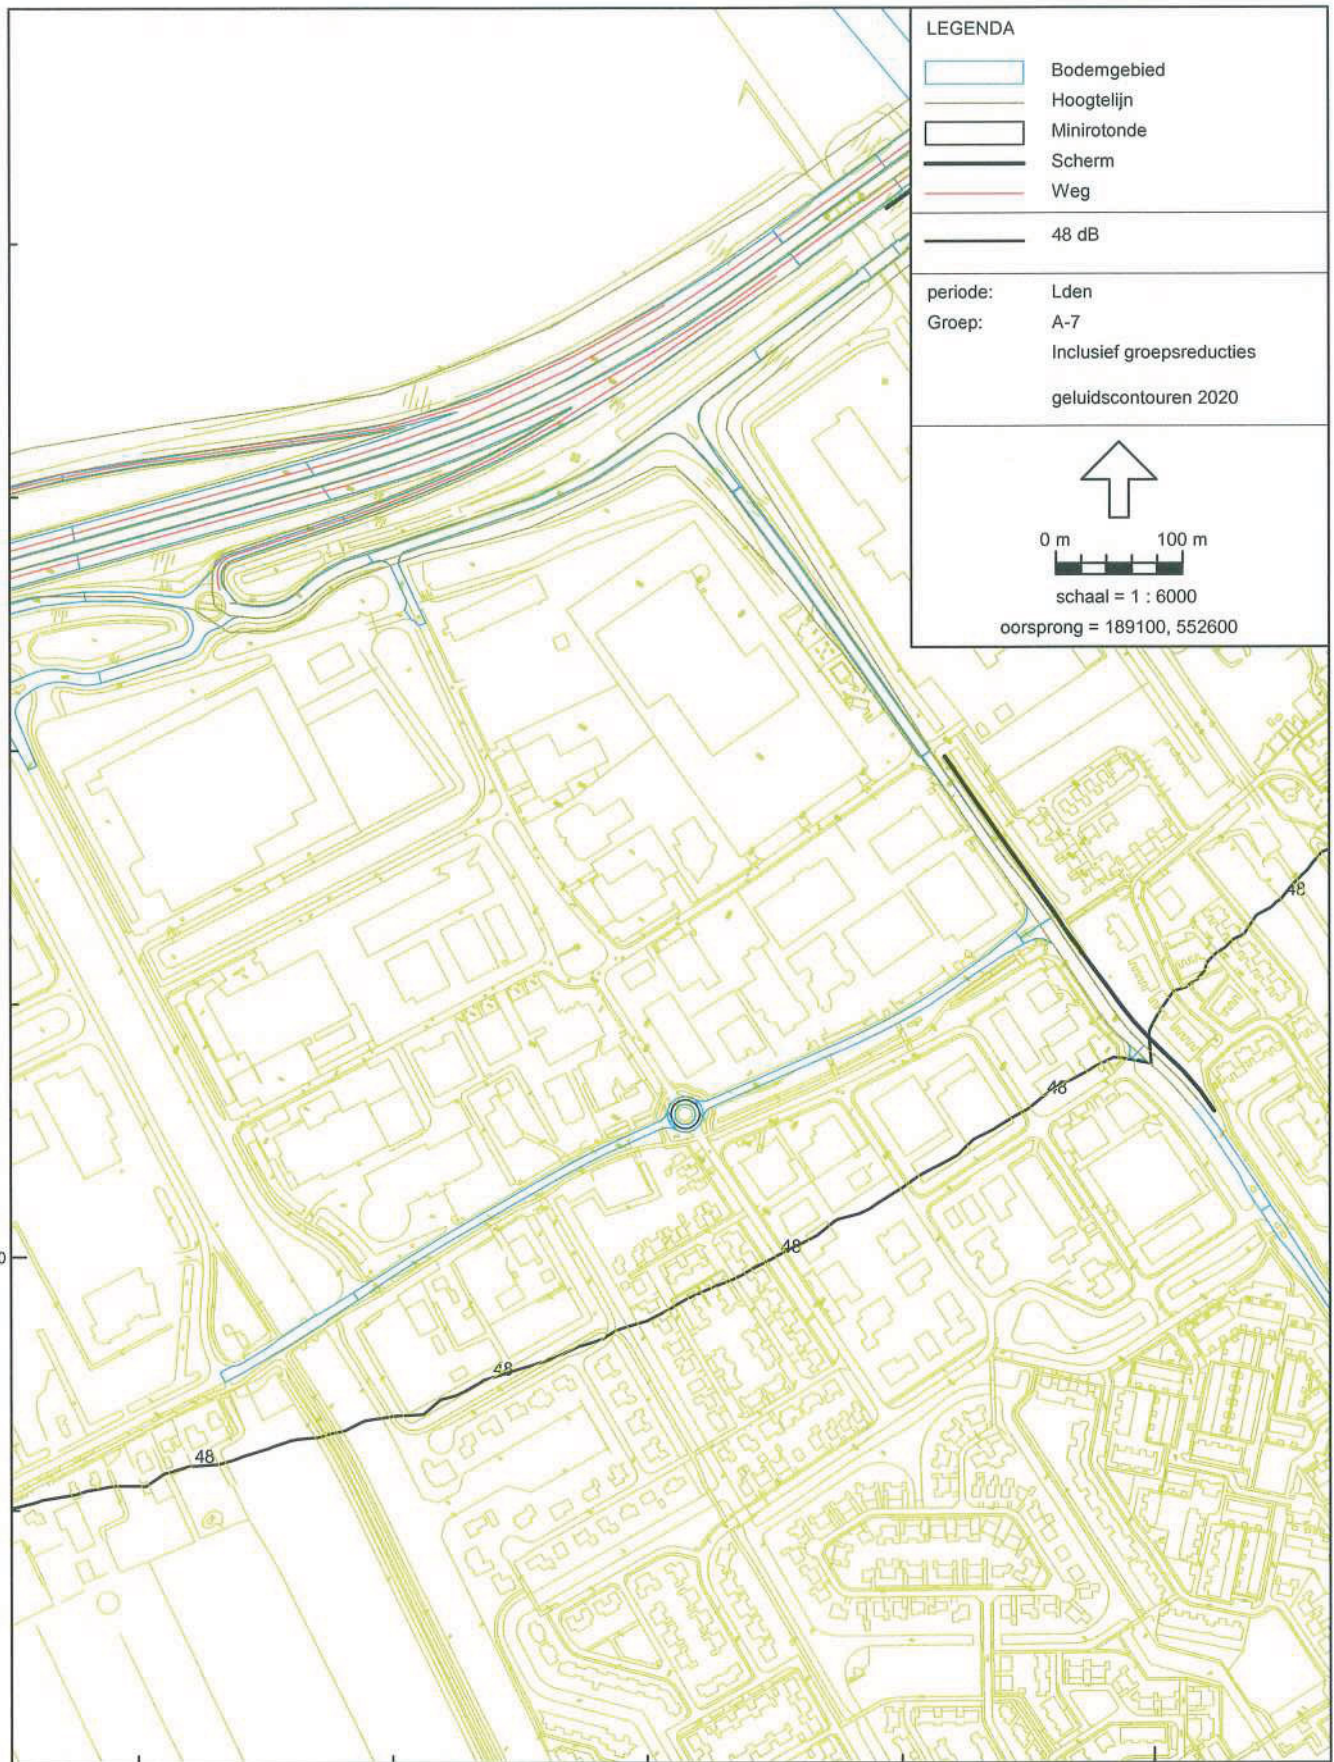 LEGENDA
Bodemgebied
Hoogtelijn
Minirotonde
Scherm
Weg
48 dB
periode: Lden
Groep: A-7
Inclusief groepsreducties
geluidscontouren 2020
0 m 100 m
schaal = 1 : 6000
oorsprong = 189100, 552600
48
48
48
48
48
0